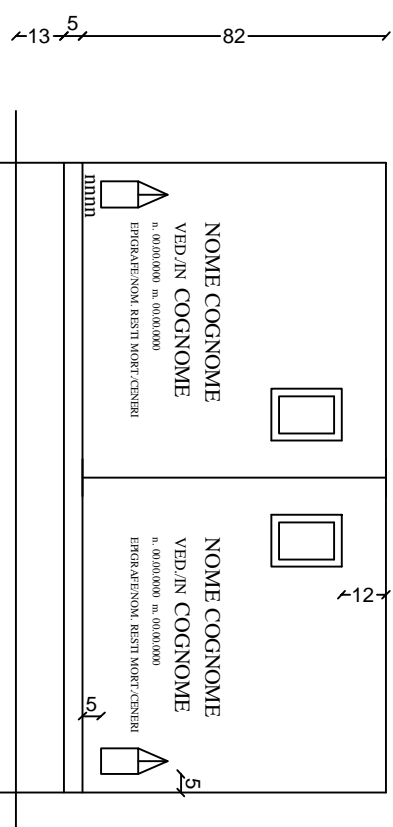 13
5
82
nnnn
NOME COGNOME
VED./IN COGNOME
n. 00.00.0000 m. 00.00.0000
EPIGRAFE/NOM. RESTI MORT./CENERI
NOME COGNOME
VED./IN COGNOME
n. 00.00.0000 m. 00.00.0000
EPIGRAFE/NOM. RESTI MORT./CENERI
12
5
5